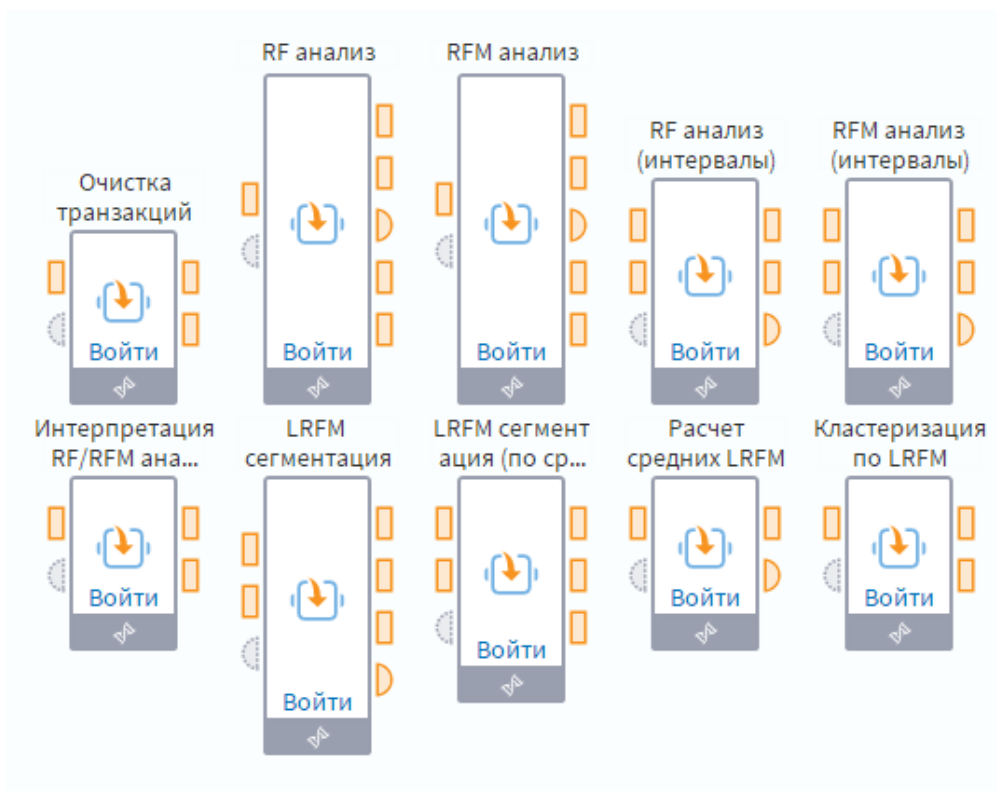 RF анализ
RFM анализ
RF анализ
(интервалы)
RFM анализ
(интервалы)
Очистка
транзакций
Войти
Войти
Войти
Войти
Войти
Интерпретация
RF/RFM ана...
LRFM
сегментация
LRFM сегмент
ация (по ср...
Расчет
средних LRFM
Кластеризация
по LRFM
Войти
Войти
Войти
Войти
Войти